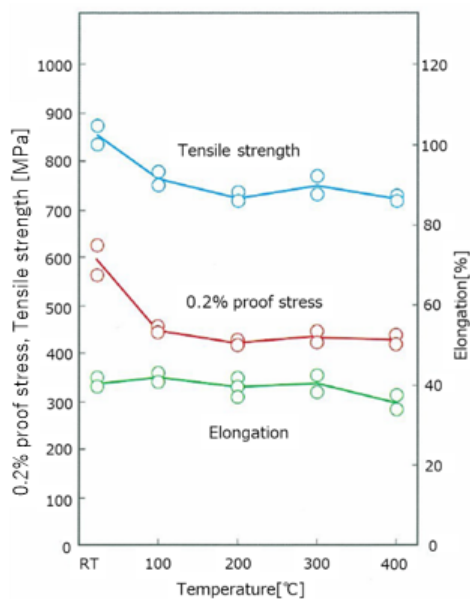 1000
900
800
700
600
500
400
300
200
100
0
0.2% proof stress, Tensile strength [MPa]
Tensile strength
0.2% proof stress
Elongation
120
100
80
60
40
20
0
Elongation[%]
RT 100 200 300 400
Temperature[℃]